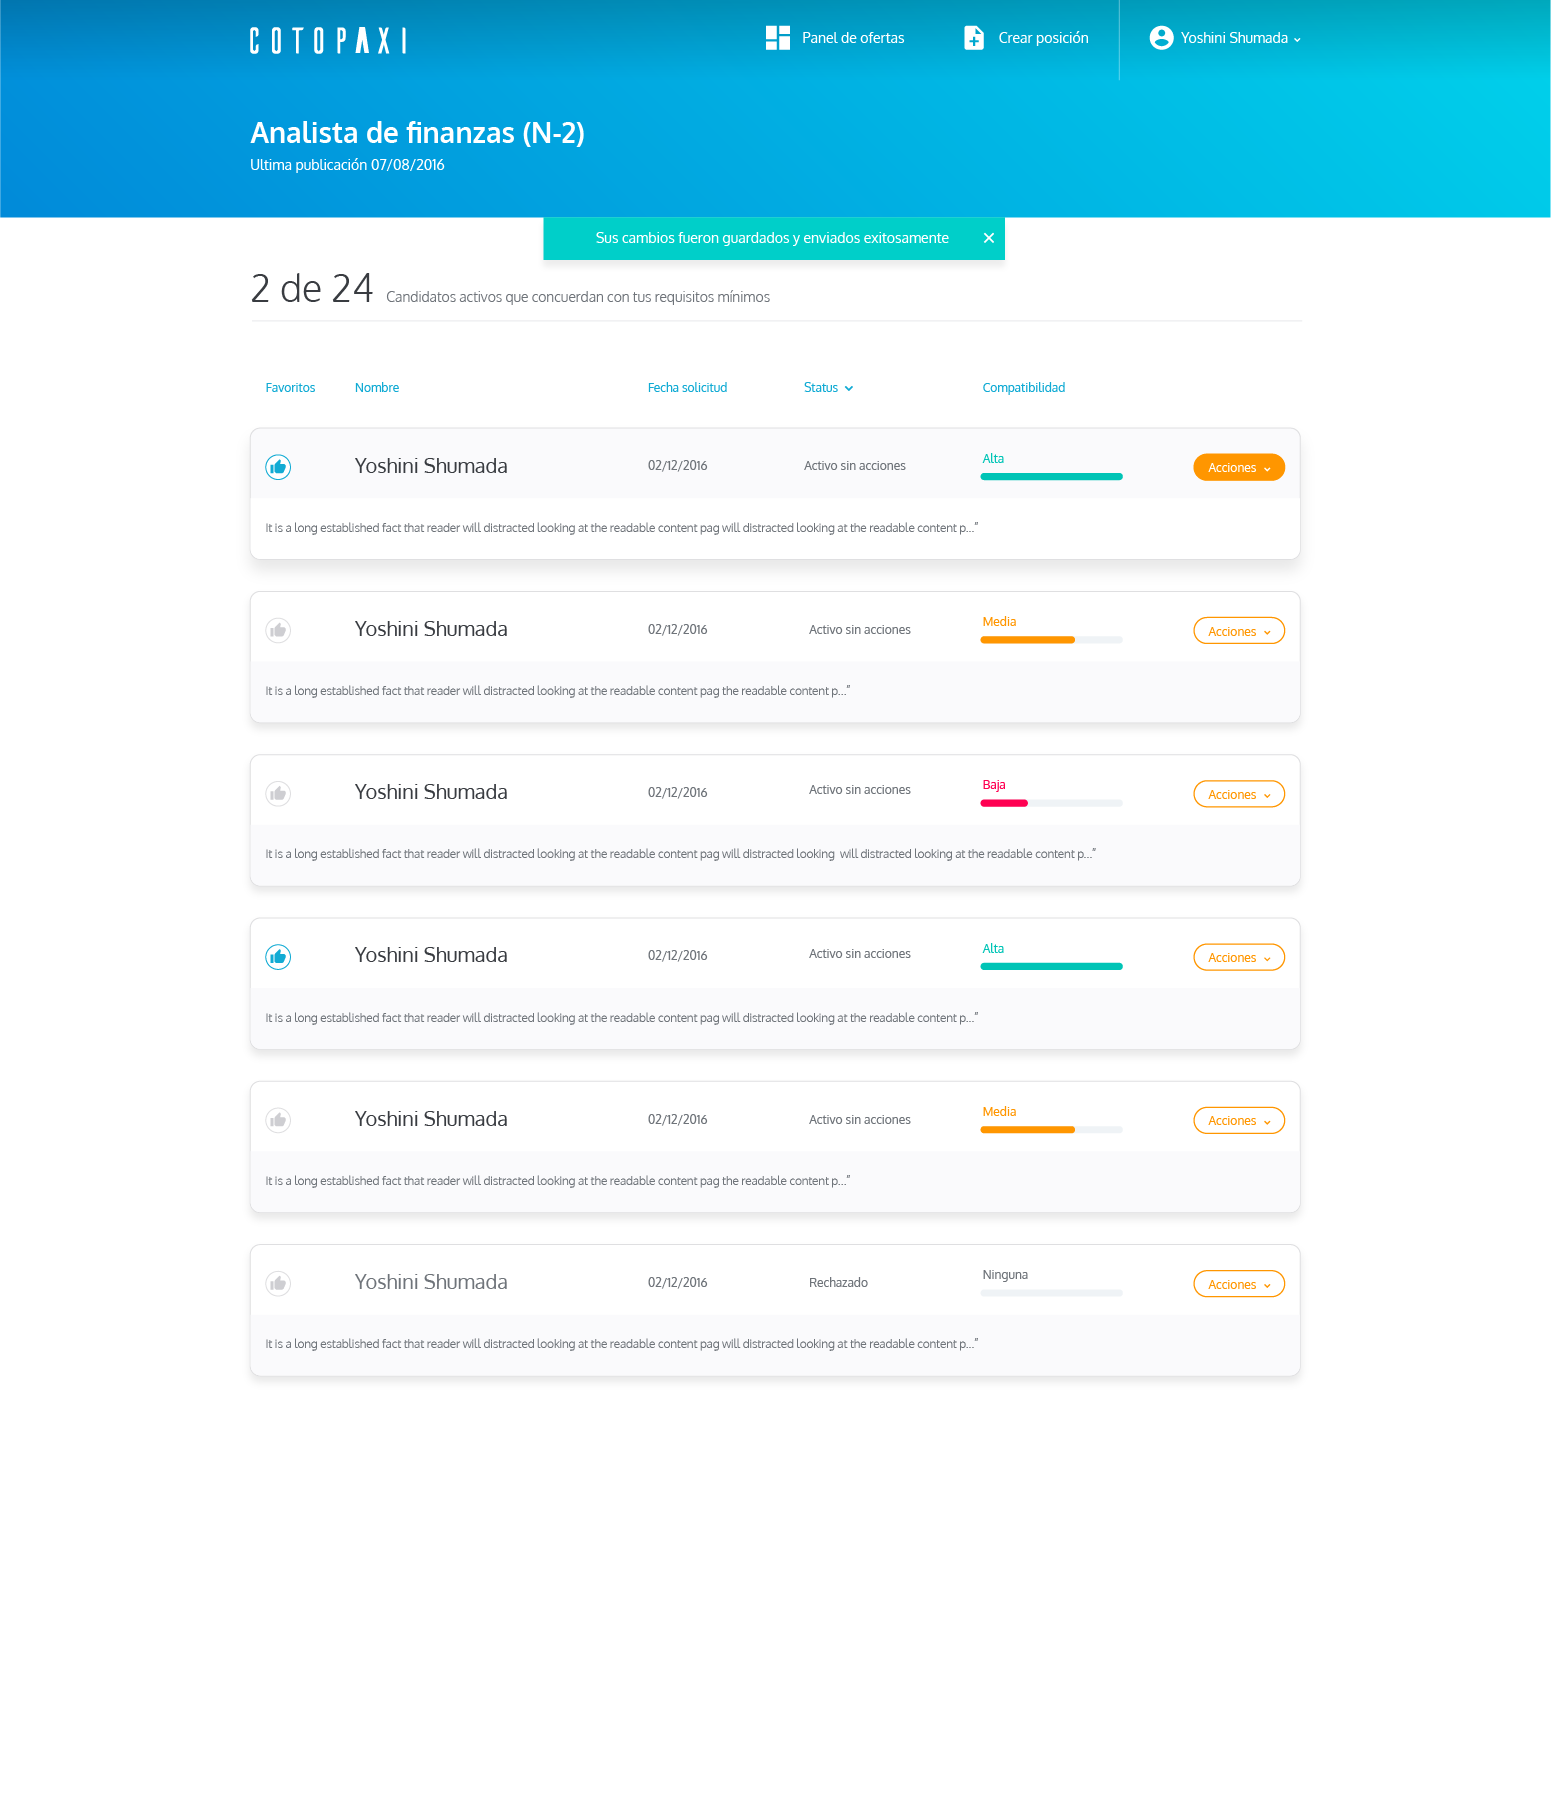 COTOPAXI
Panel de ofertas
Crear posición
Yoshini Shumada
Analista de finanzas (N-2)
Ultima publicación 07/08/2016
Sus cambios fueron guardados y enviados exitosamente
2 de 24 Candidatos activos que concuerdan con tus requisitos mínimos
Favoritos Nombre Fecha solicitud Status Compatibilidad
Yoshini Shumada 02/12/2016 Activo sin acciones Alta Acciones
It is a long established fact that reader will distracted looking at the readable content pag will distracted looking at the readable content p..."
Yoshini Shumada 02/12/2016 Activo sin acciones Media Acciones
It is a long established fact that reader will distracted looking at the readable content pag the readable content p..."
Yoshini Shumada 02/12/2016 Activo sin acciones Baja Acciones
It is a long established fact that reader will distracted looking at the readable content pag will distracted looking  will distracted looking at the readable content p..."
Yoshini Shumada 02/12/2016 Activo sin acciones Alta Acciones
It is a long established fact that reader will distracted looking at the readable content pag will distracted looking at the readable content p..."
Yoshini Shumada 02/12/2016 Activo sin acciones Media Acciones
It is a long established fact that reader will distracted looking at the readable content pag the readable content p..."
Yoshini Shumada 02/12/2016 Rechazado Ninguna Acciones
It is a long established fact that reader will distracted looking at the readable content pag will distracted looking at the readable content p..."